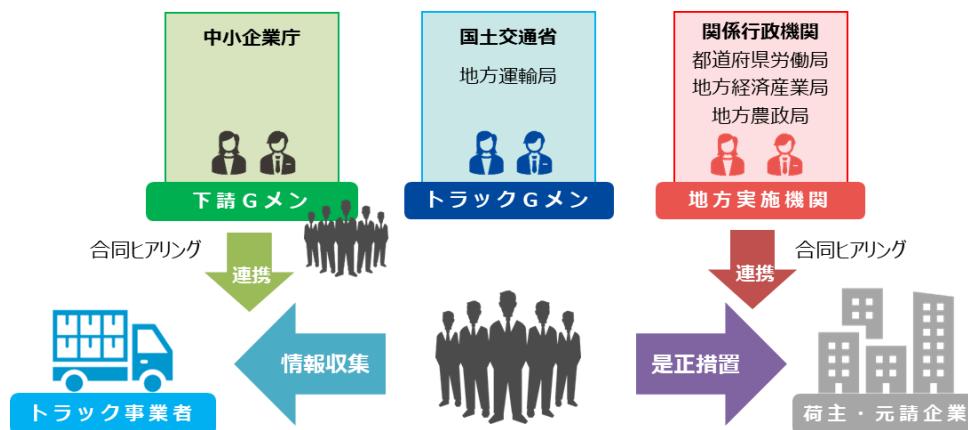 中小企業庁
国土交通省
地方運輸局
関係行政機関
都道府県労働局
地方経済産業局
地方農政局
下請Gメン
トラックGメン
地方実施機関
合同ヒアリング
連携
連携
合同ヒアリング
情報収集
是正措置
トラック事業者
荷主・元請企業